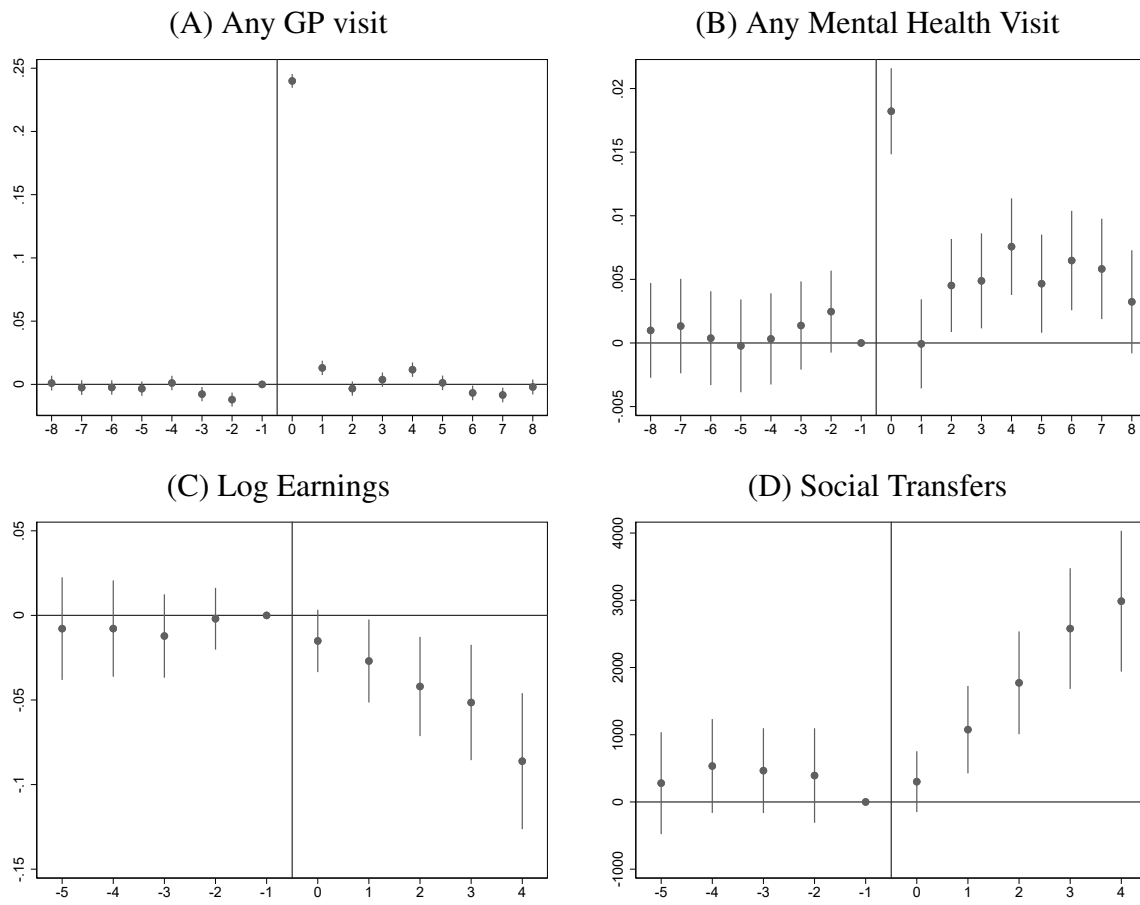 (A) Any GP visit
.25
.2
.15
.1
.05
0
-8 -7 -6 -5 -4 -3 -2 -1 0 1 2 3 4 5 6 7 8
(B) Any Mental Health Visit
.02
.015
.01
.005
0
-.005
-8 -7 -6 -5 -4 -3 -2 -1 0 1 2 3 4 5 6 7 8
(C) Log Earnings
.05
0
-.05
-.1
-.15
-5 -4 -3 -2 -1 0 1 2 3 4
(D) Social Transfers
4000
3000
2000
1000
0
-1000
-5 -4 -3 -2 -1 0 1 2 3 4